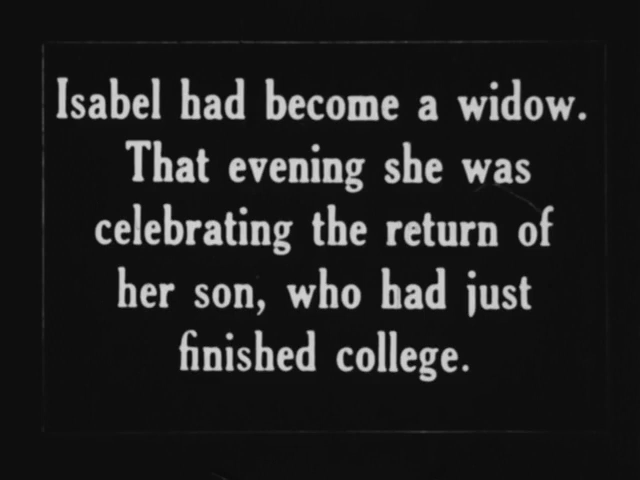 Isabel had become a widow.
That evening she was
celebrating the return of
her son, who had just
finished college.